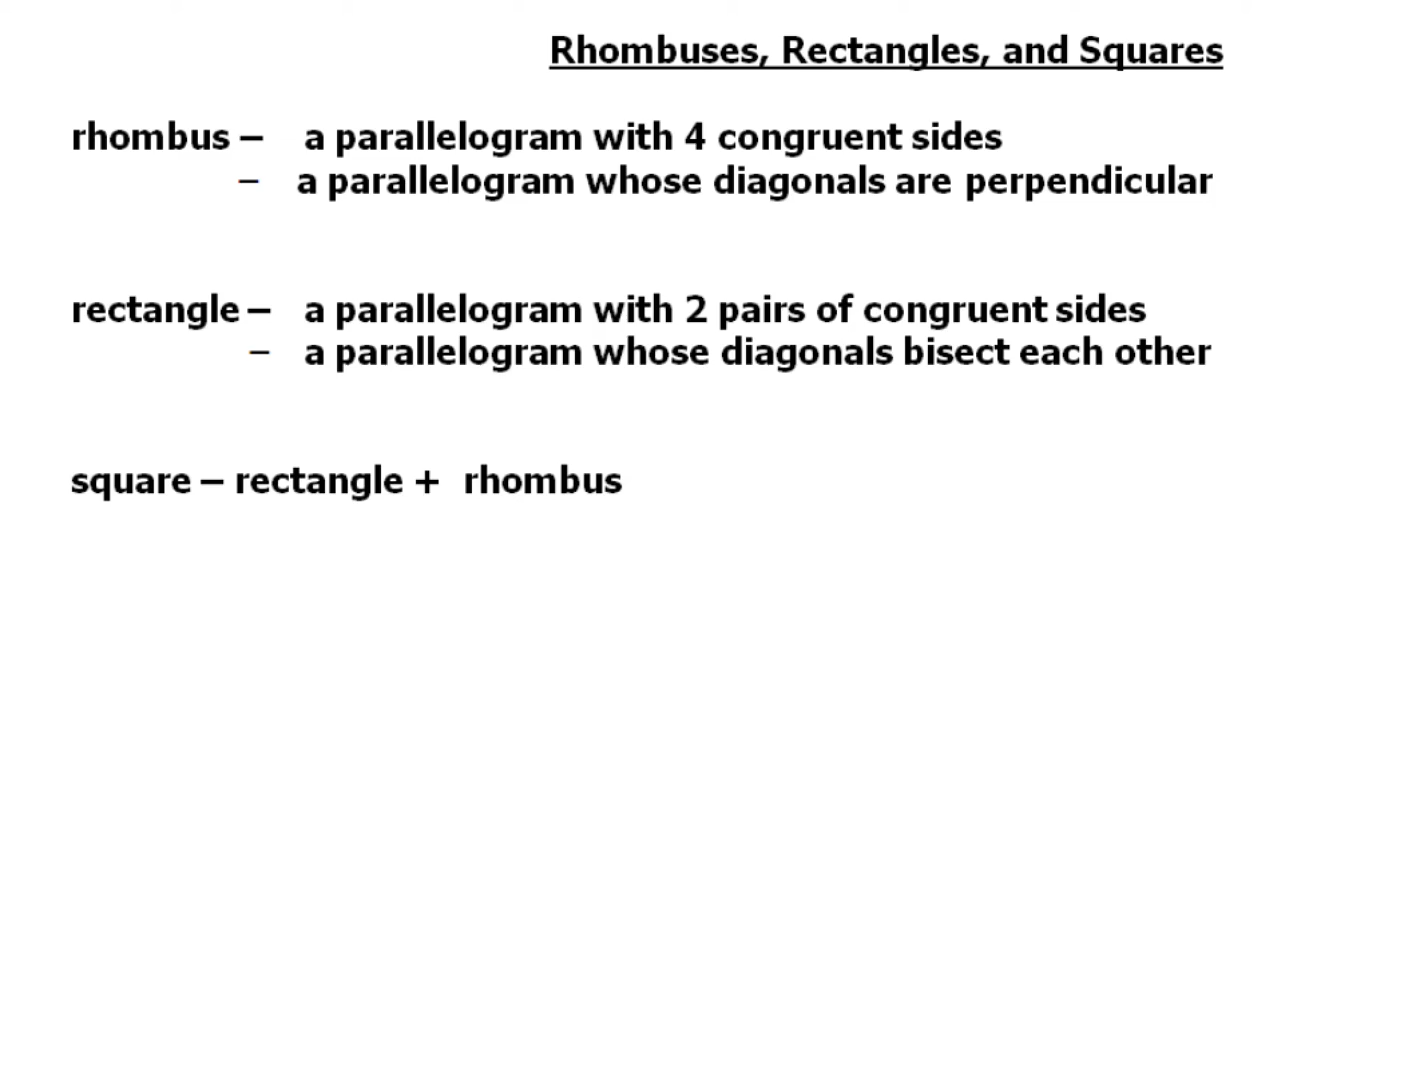 Rhombuses, Rectangles, and Squares
rhombus – a parallelogram with 4 congruent sides
– a parallelogram whose diagonals are perpendicular
rectangle – a parallelogram with 2 pairs of congruent sides
– a parallelogram whose diagonals bisect each other
square – rectangle + rhombus